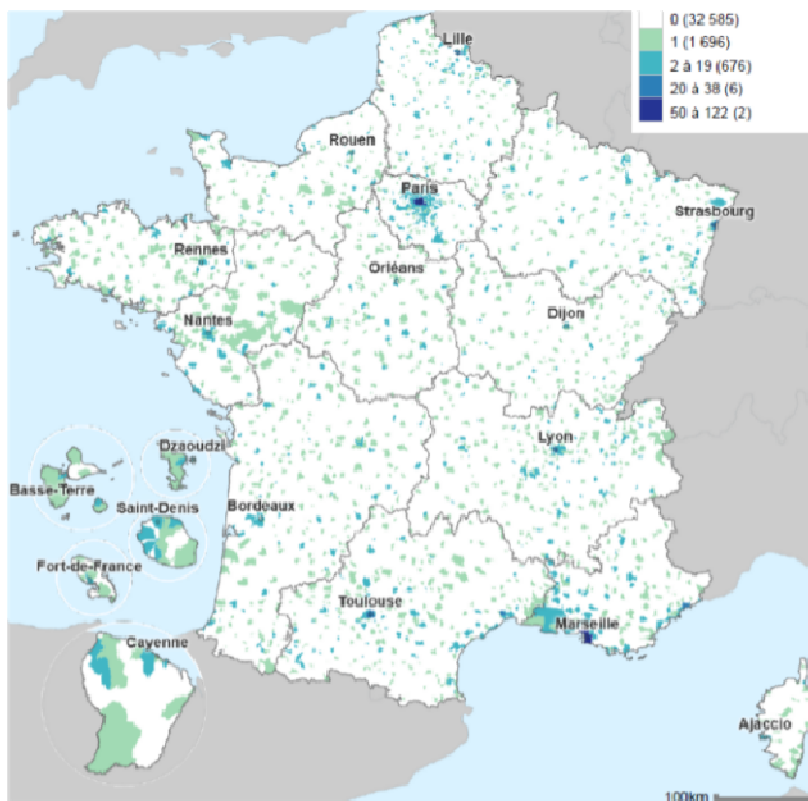 0 (32 585)
1 (1 696)
2 à 19 (676)
20 à 38 (6)
50 à 122 (2)
Lille
Rouen
Paris
Strasbourg
Rennes
Orléans
Nantes
Dijon
Lyon
Dzaoudzi
Basse-Terre
Saint-Denis
Bordeaux
Fort-de-France
Toulouse
Marseille
Cayenne
Ajaccio
100km